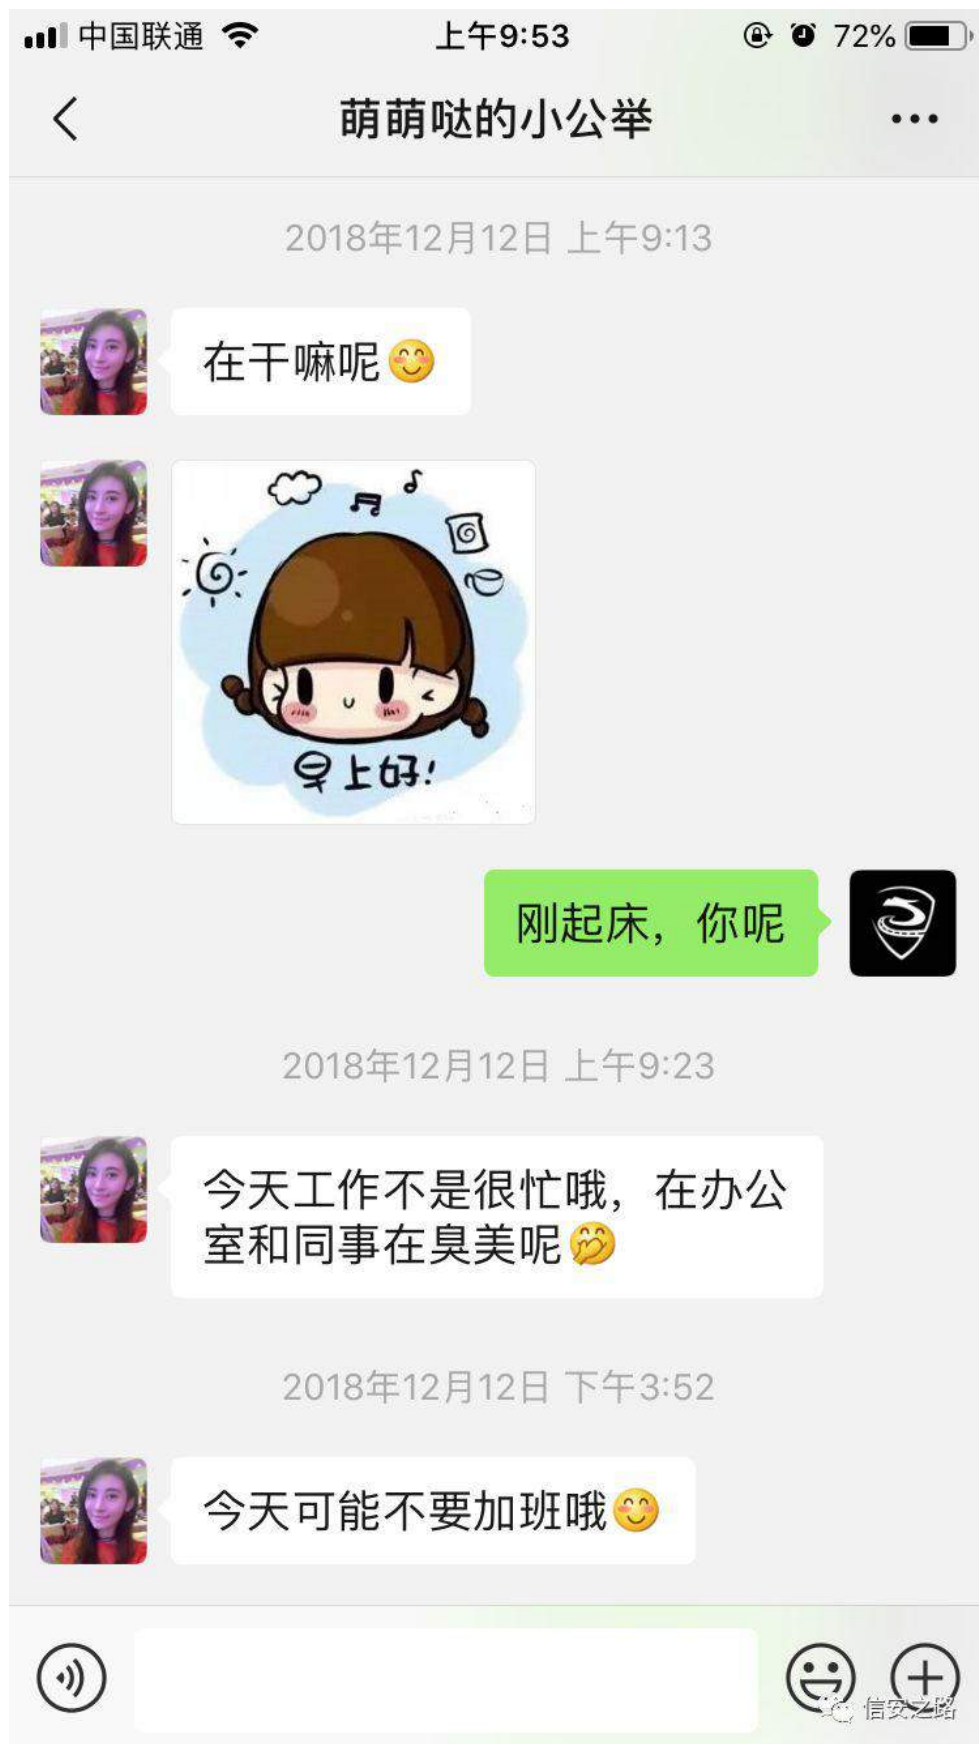 中国联通
上午9:53
72%
萌萌哒的小公举
2018年12月12日 上午9:13
在干嘛呢😊
早上好!
刚起床，你呢
2018年12月12日 上午9:23
今天工作不是很忙哦，在办公
室和同事在臭美呢🤭
2018年12月12日 下午3:52
今天可能不要加班哦😊
信安之路